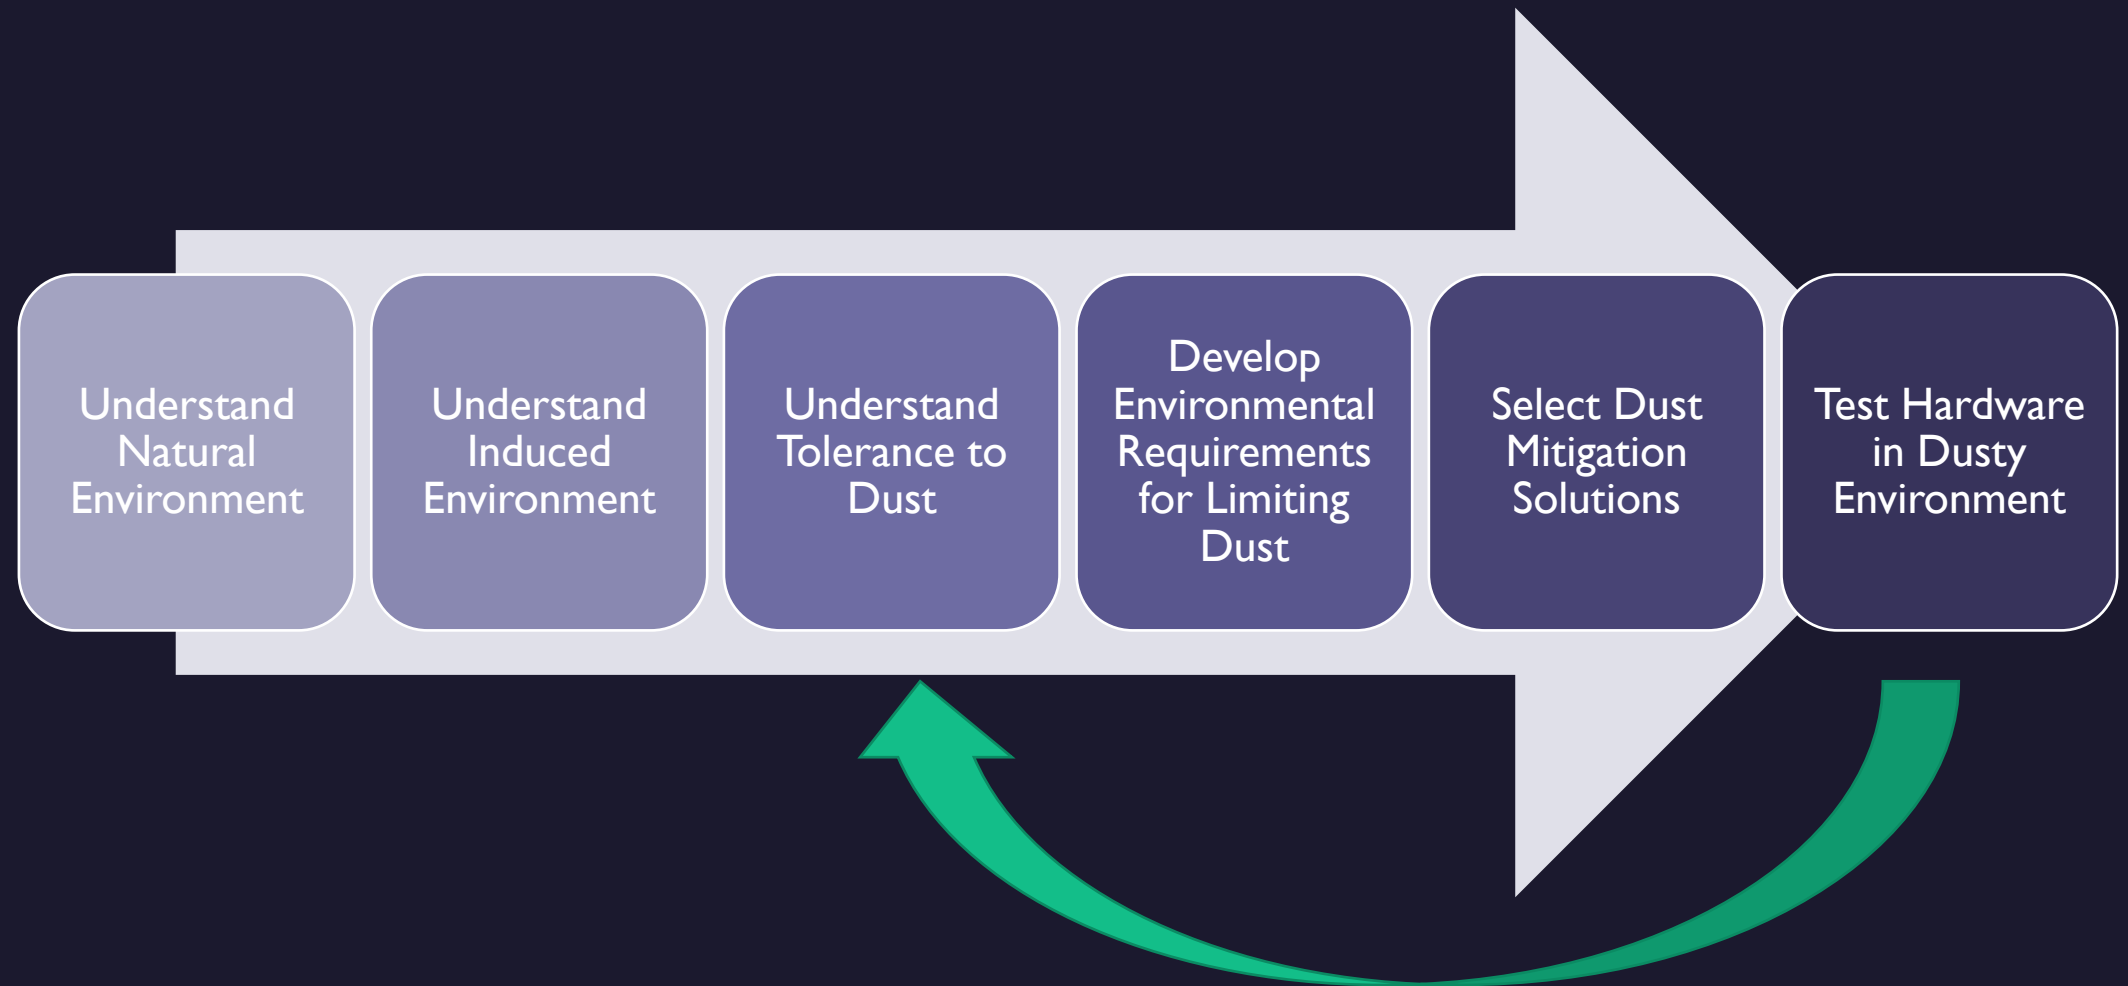 Understand
Natural
Environment
Understand
Induced
Environment
Understand
Tolerance to
Dust
Develop
Environmental
Requirements
for Limiting
Dust
Select Dust
Mitigation
Solutions
Test Hardware
in Dusty
Environment